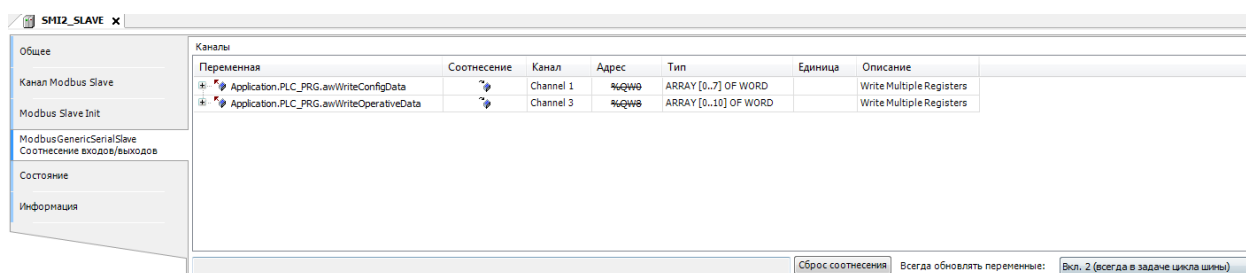 SMI2_SLAVE X
Общее
Канал Modbus Slave
Modbus Slave Init
ModbusGenericSerialSlave
Соотнесение входов/выходов
Состояние
Информация
Каналы
Переменная Соотнесение Канал Адрес Тип Единица Описание
Application.PLC_PRG.awWriteConfigData Channel 1 %QW0 ARRAY [0..7] OF WORD Write Multiple Registers
Application.PLC_PRG.awWriteOperativeData Channel 3 %QW8 ARRAY [0..10] OF WORD Write Multiple Registers
Сброс соотнесения Всегда обновлять переменные: Вкл. 2 (всегда в задаче цикла шины)